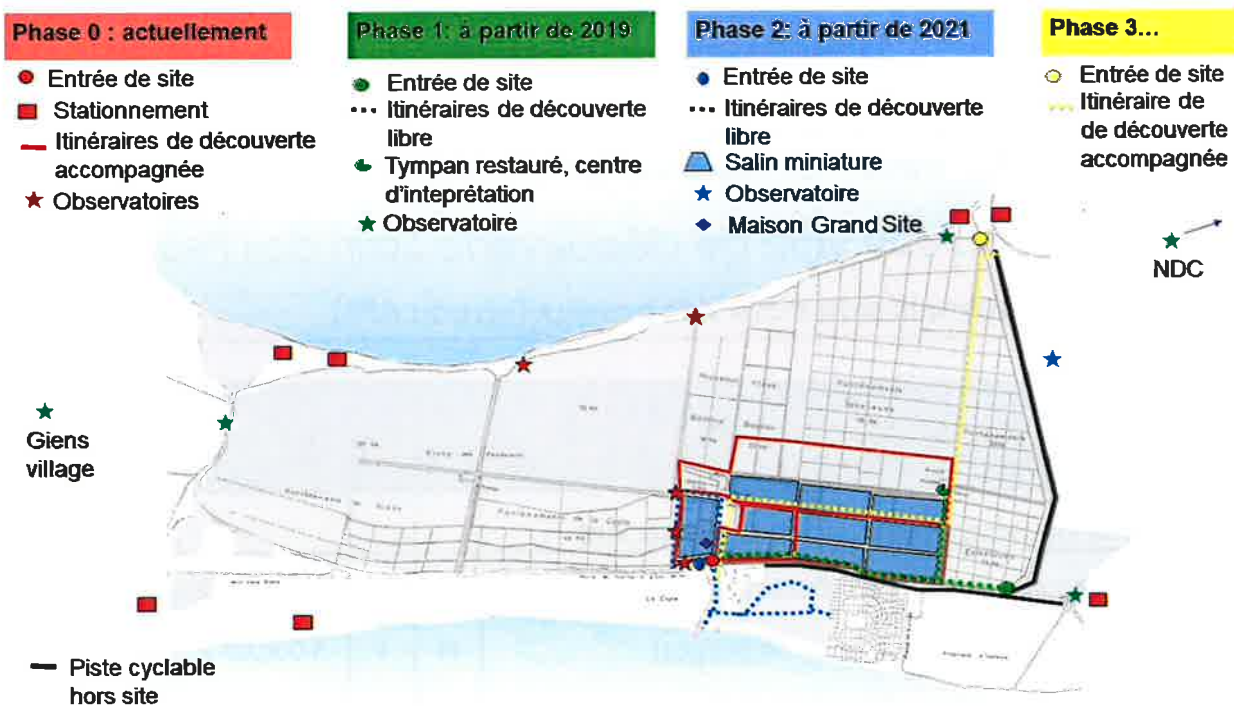 Phase 0 : actuellement
Entrée de site
Stationnement
Itinéraires de découverte
accompagnée
Observatoires
Phase 1: à partir de 2019
Entrée de site
Itinéraires de découverte
libre
Tympan restauré, centre
d'inteprétation
Observatoire
Phase 2: à partir de 2021
Entrée de site
Itinéraires de découverte
libre
Salin miniature
Observatoire
Maison Grand Site
Phase 3...
Entrée de site
Itinéraire de
de découverte
accompagnée
NDC
Giens
village
Piste cyclable
hors site